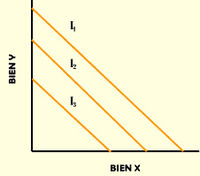 I₁
I₂
I₃
BIEN Y
BIEN X